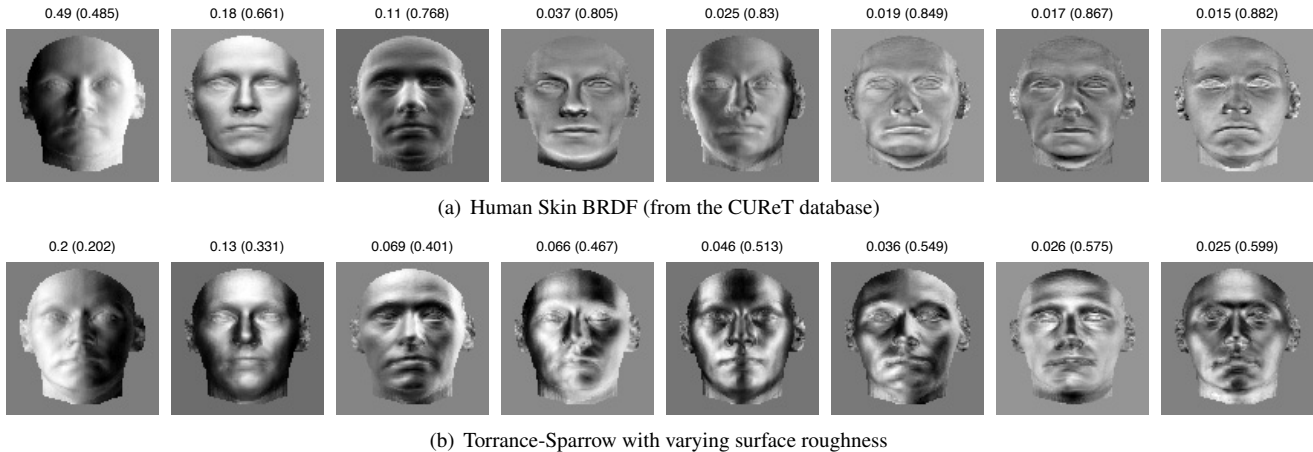 0.49 (0.485) 0.18 (0.661) 0.11 (0.768) 0.037 (0.805) 0.025 (0.83) 0.019 (0.849) 0.017 (0.867) 0.015 (0.882)
(a) Human Skin BRDF (from the CUReT database)
0.2 (0.202) 0.13 (0.331) 0.069 (0.401) 0.066 (0.467) 0.046 (0.513) 0.036 (0.549) 0.026 (0.575) 0.025 (0.599)
(b) Torrance-Sparrow with varying surface roughness